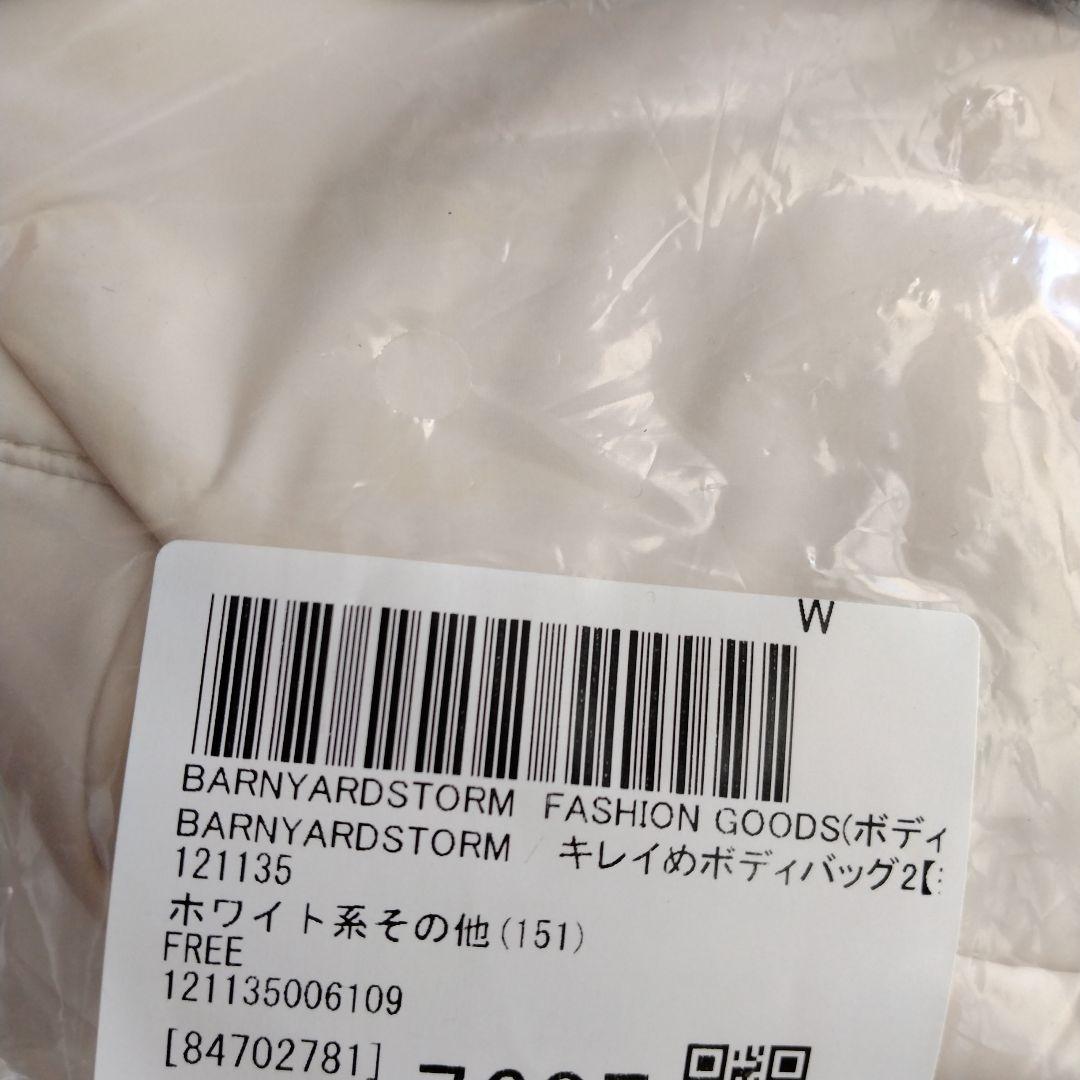 W
BARNYARDSTORM FASHION GOODS(ボディ
BARNYARDSTORM / キレイめボディバッグ2【
121135
ホワイト系その他(151)
FREE
121135006109
[84702781]